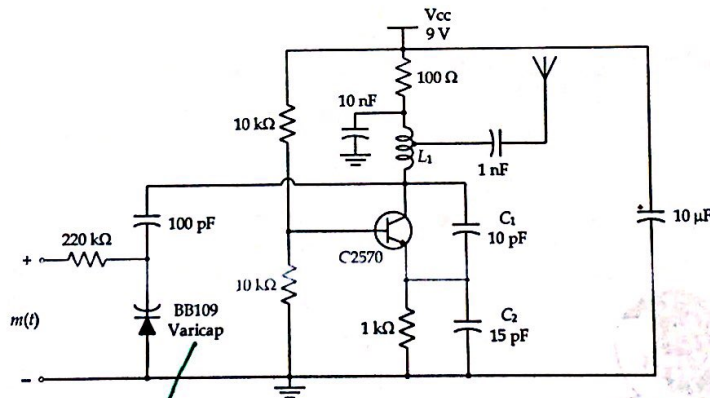 Vcc
9 V
100 Ω
10 nF
10 kΩ
L1
1 nF
100 pF
C1
10 pF
10 μF
220 kΩ
C2570
+
10 kΩ
m(t)
BB109
Varicap
1 kΩ
C2
15 pF
−
+